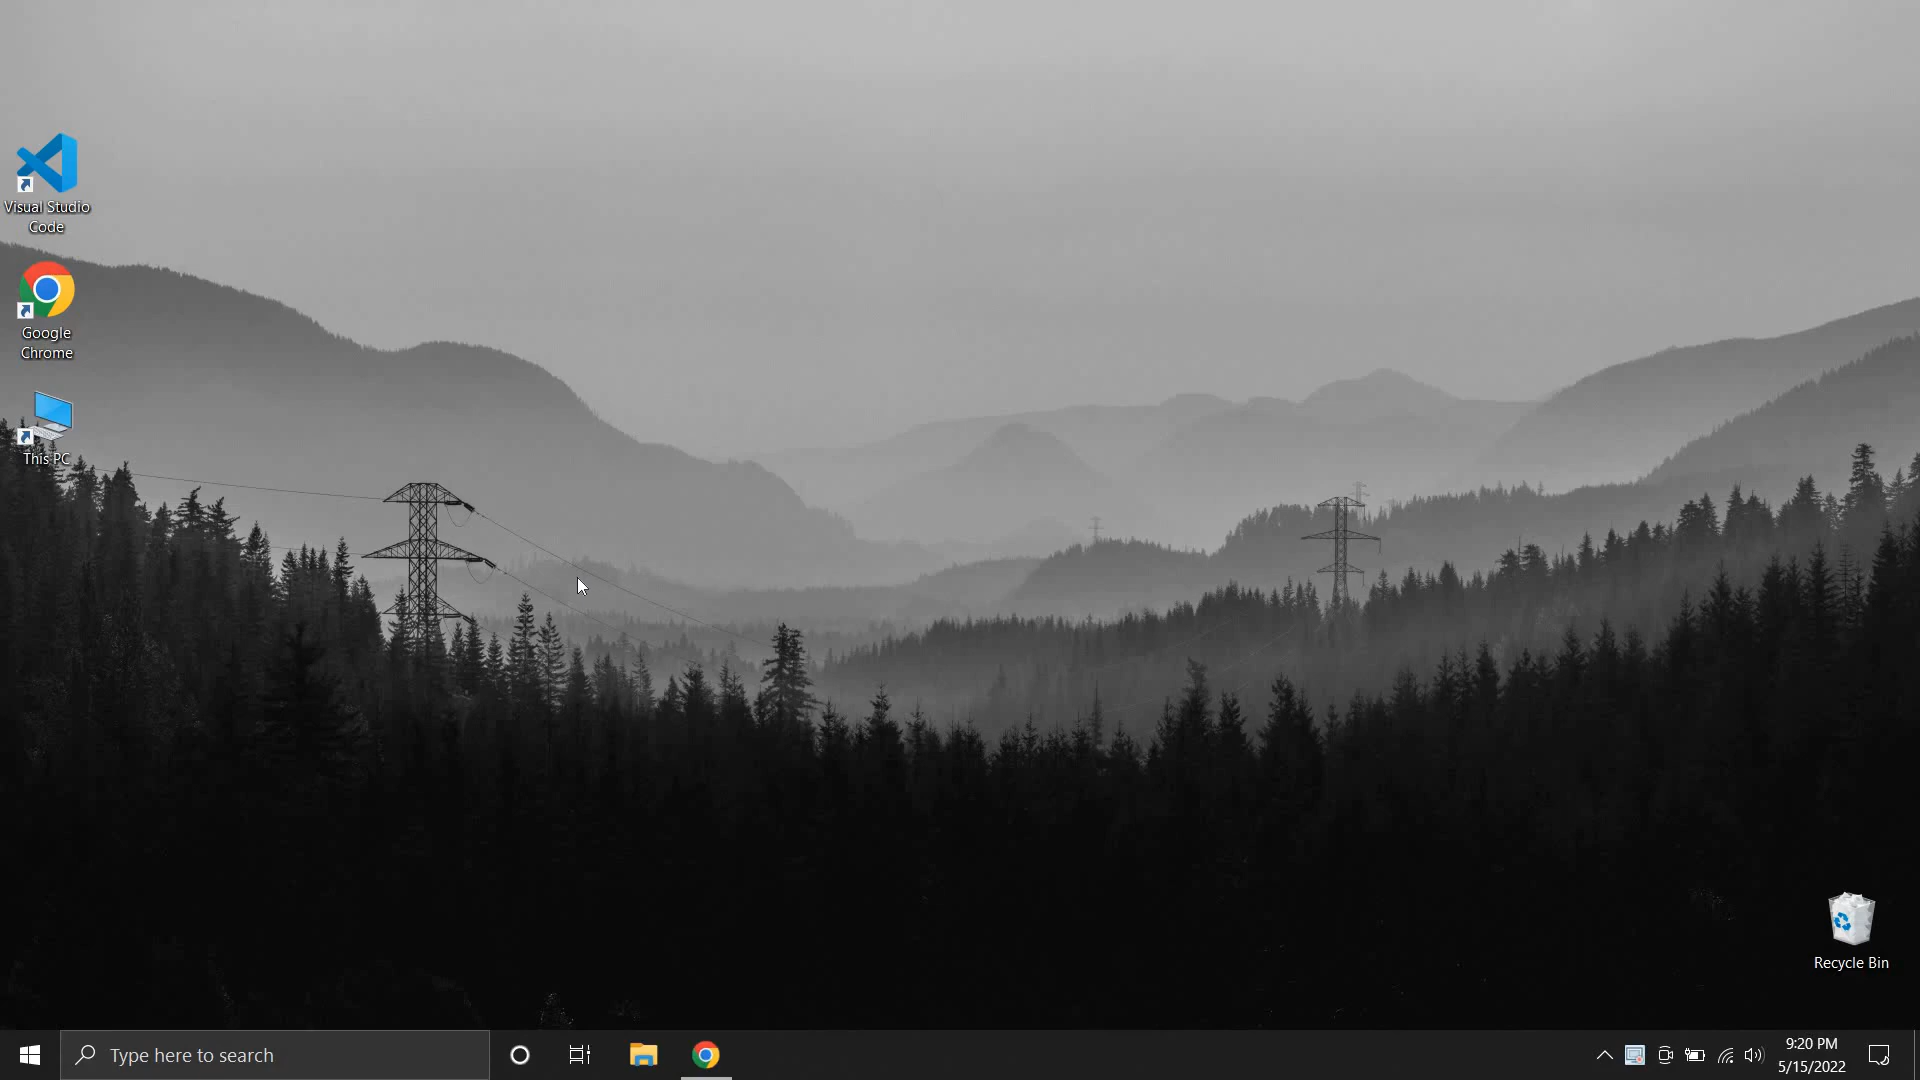 Visual Studio
Code
Google
Chrome
This PC
Recycle Bin
Type here to search
9:20 PM
5/15/2022